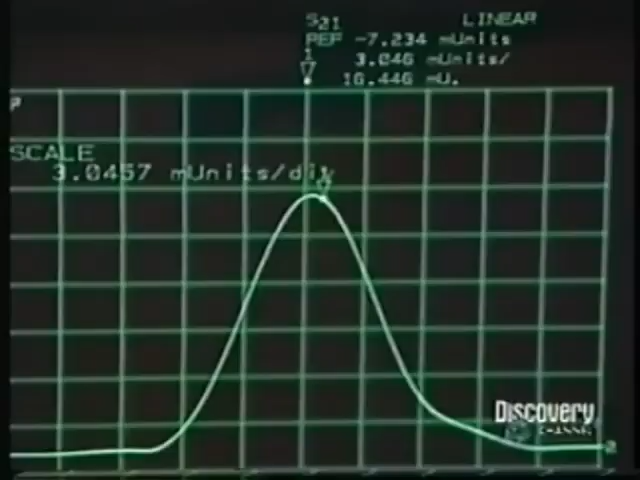 S21 LINEAR
REF -7.234 mUnits
1 3.046 mUnits/
16.446 mU.
SCALE
3.0457 mUnits/div
Discovery
CHANNEL